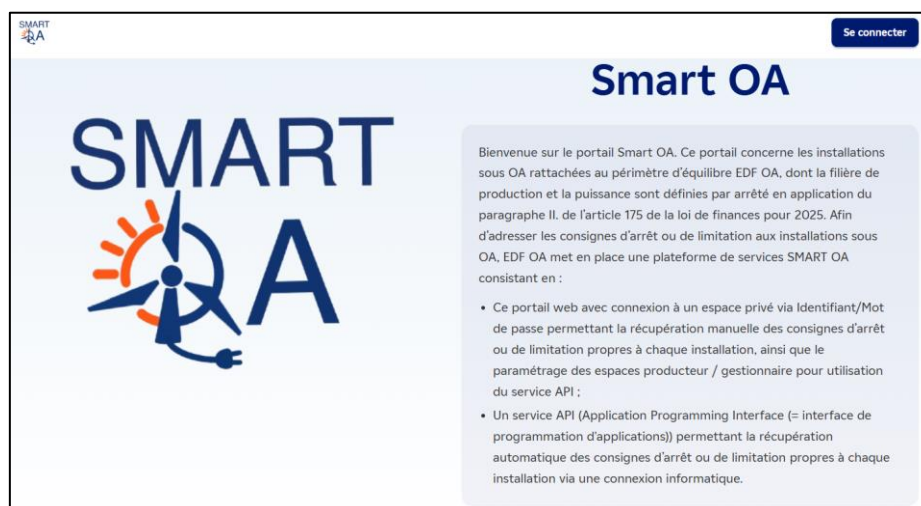 SMART
OA
Se connecter
SMART
OA
Smart OA
Bienvenue sur le portail Smart OA. Ce portail concerne les installations
sous OA rattachées au périmètre d'équilibre EDF OA, dont la filière de
production et la puissance sont définies par arrêté en application du
paragraphe II. de l'article 175 de la loi de finances pour 2025. Afin
d'adresser les consignes d'arrêt ou de limitation aux installations sous
OA, EDF OA met en place une plateforme de services SMART OA
consistant en :
• Ce portail web avec connexion à un espace privé via Identifiant/Mot
de passe permettant la récupération manuelle des consignes d'arrêt
ou de limitation propres à chaque installation, ainsi que le
paramétrage des espaces producteur / gestionnaire pour utilisation
du service API ;
• Un service API (Application Programming Interface (= interface de
programmation d'applications)) permettant la récupération
automatique des consignes d'arrêt ou de limitation propres à chaque
installation via une connexion informatique.